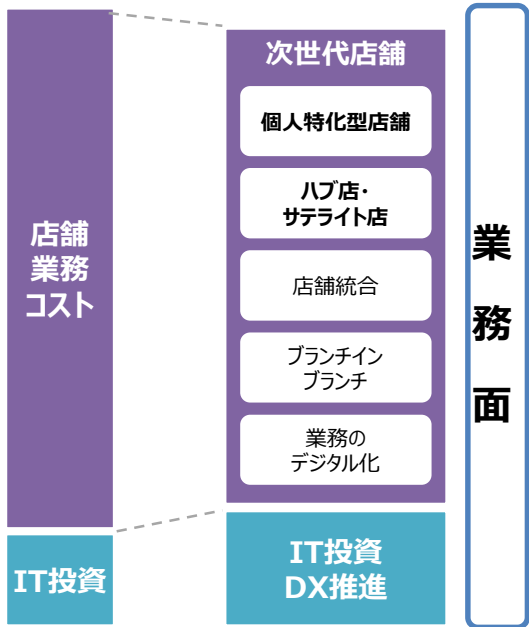 店舗
業務
コスト
IT投資
次世代店舗
個人特化型店舗
ハブ店・
サテライト店
店舗統合
ブランチイン
ブランチ
業務の
デジタル化
IT投資
DX推進
業
務
面